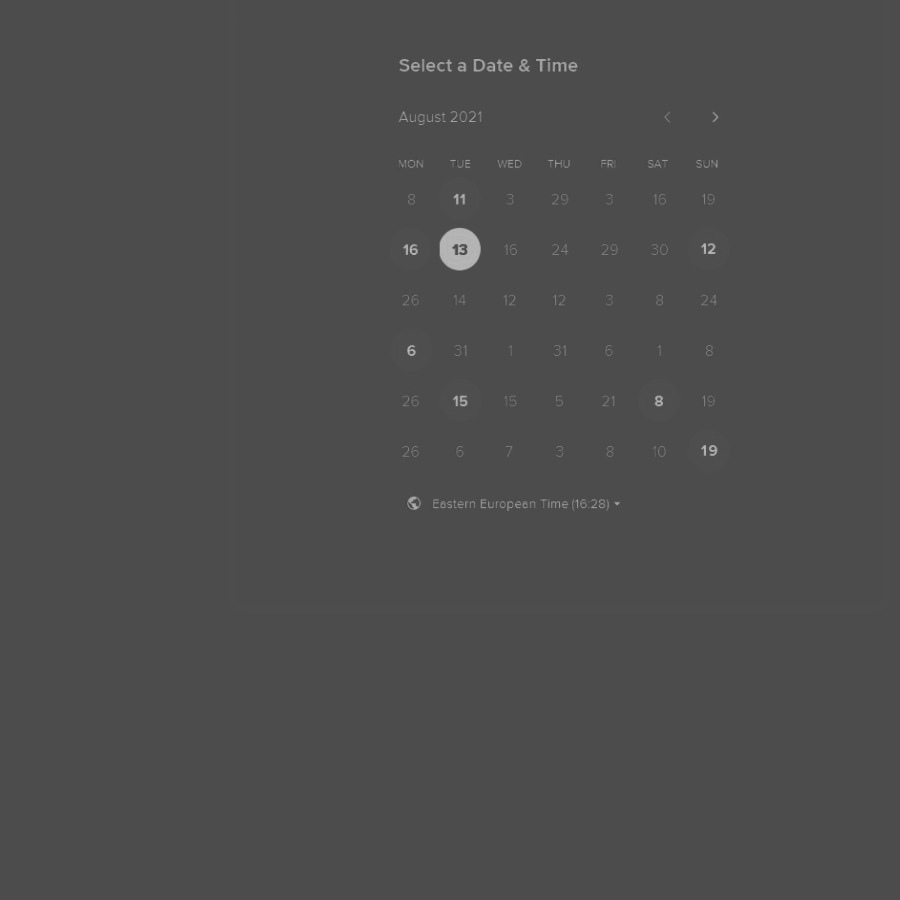 Select a Date & Time
August 2021
MON TUE WED THU FRI SAT SUN
8 11 3 29 3 16 19
16 13 16 24 29 30 12
26 14 12 12 3 8 24
6 31 1 31 6 1 8
26 15 15 5 21 8 19
26 6 7 3 8 10 19
Eastern European Time (16:28)